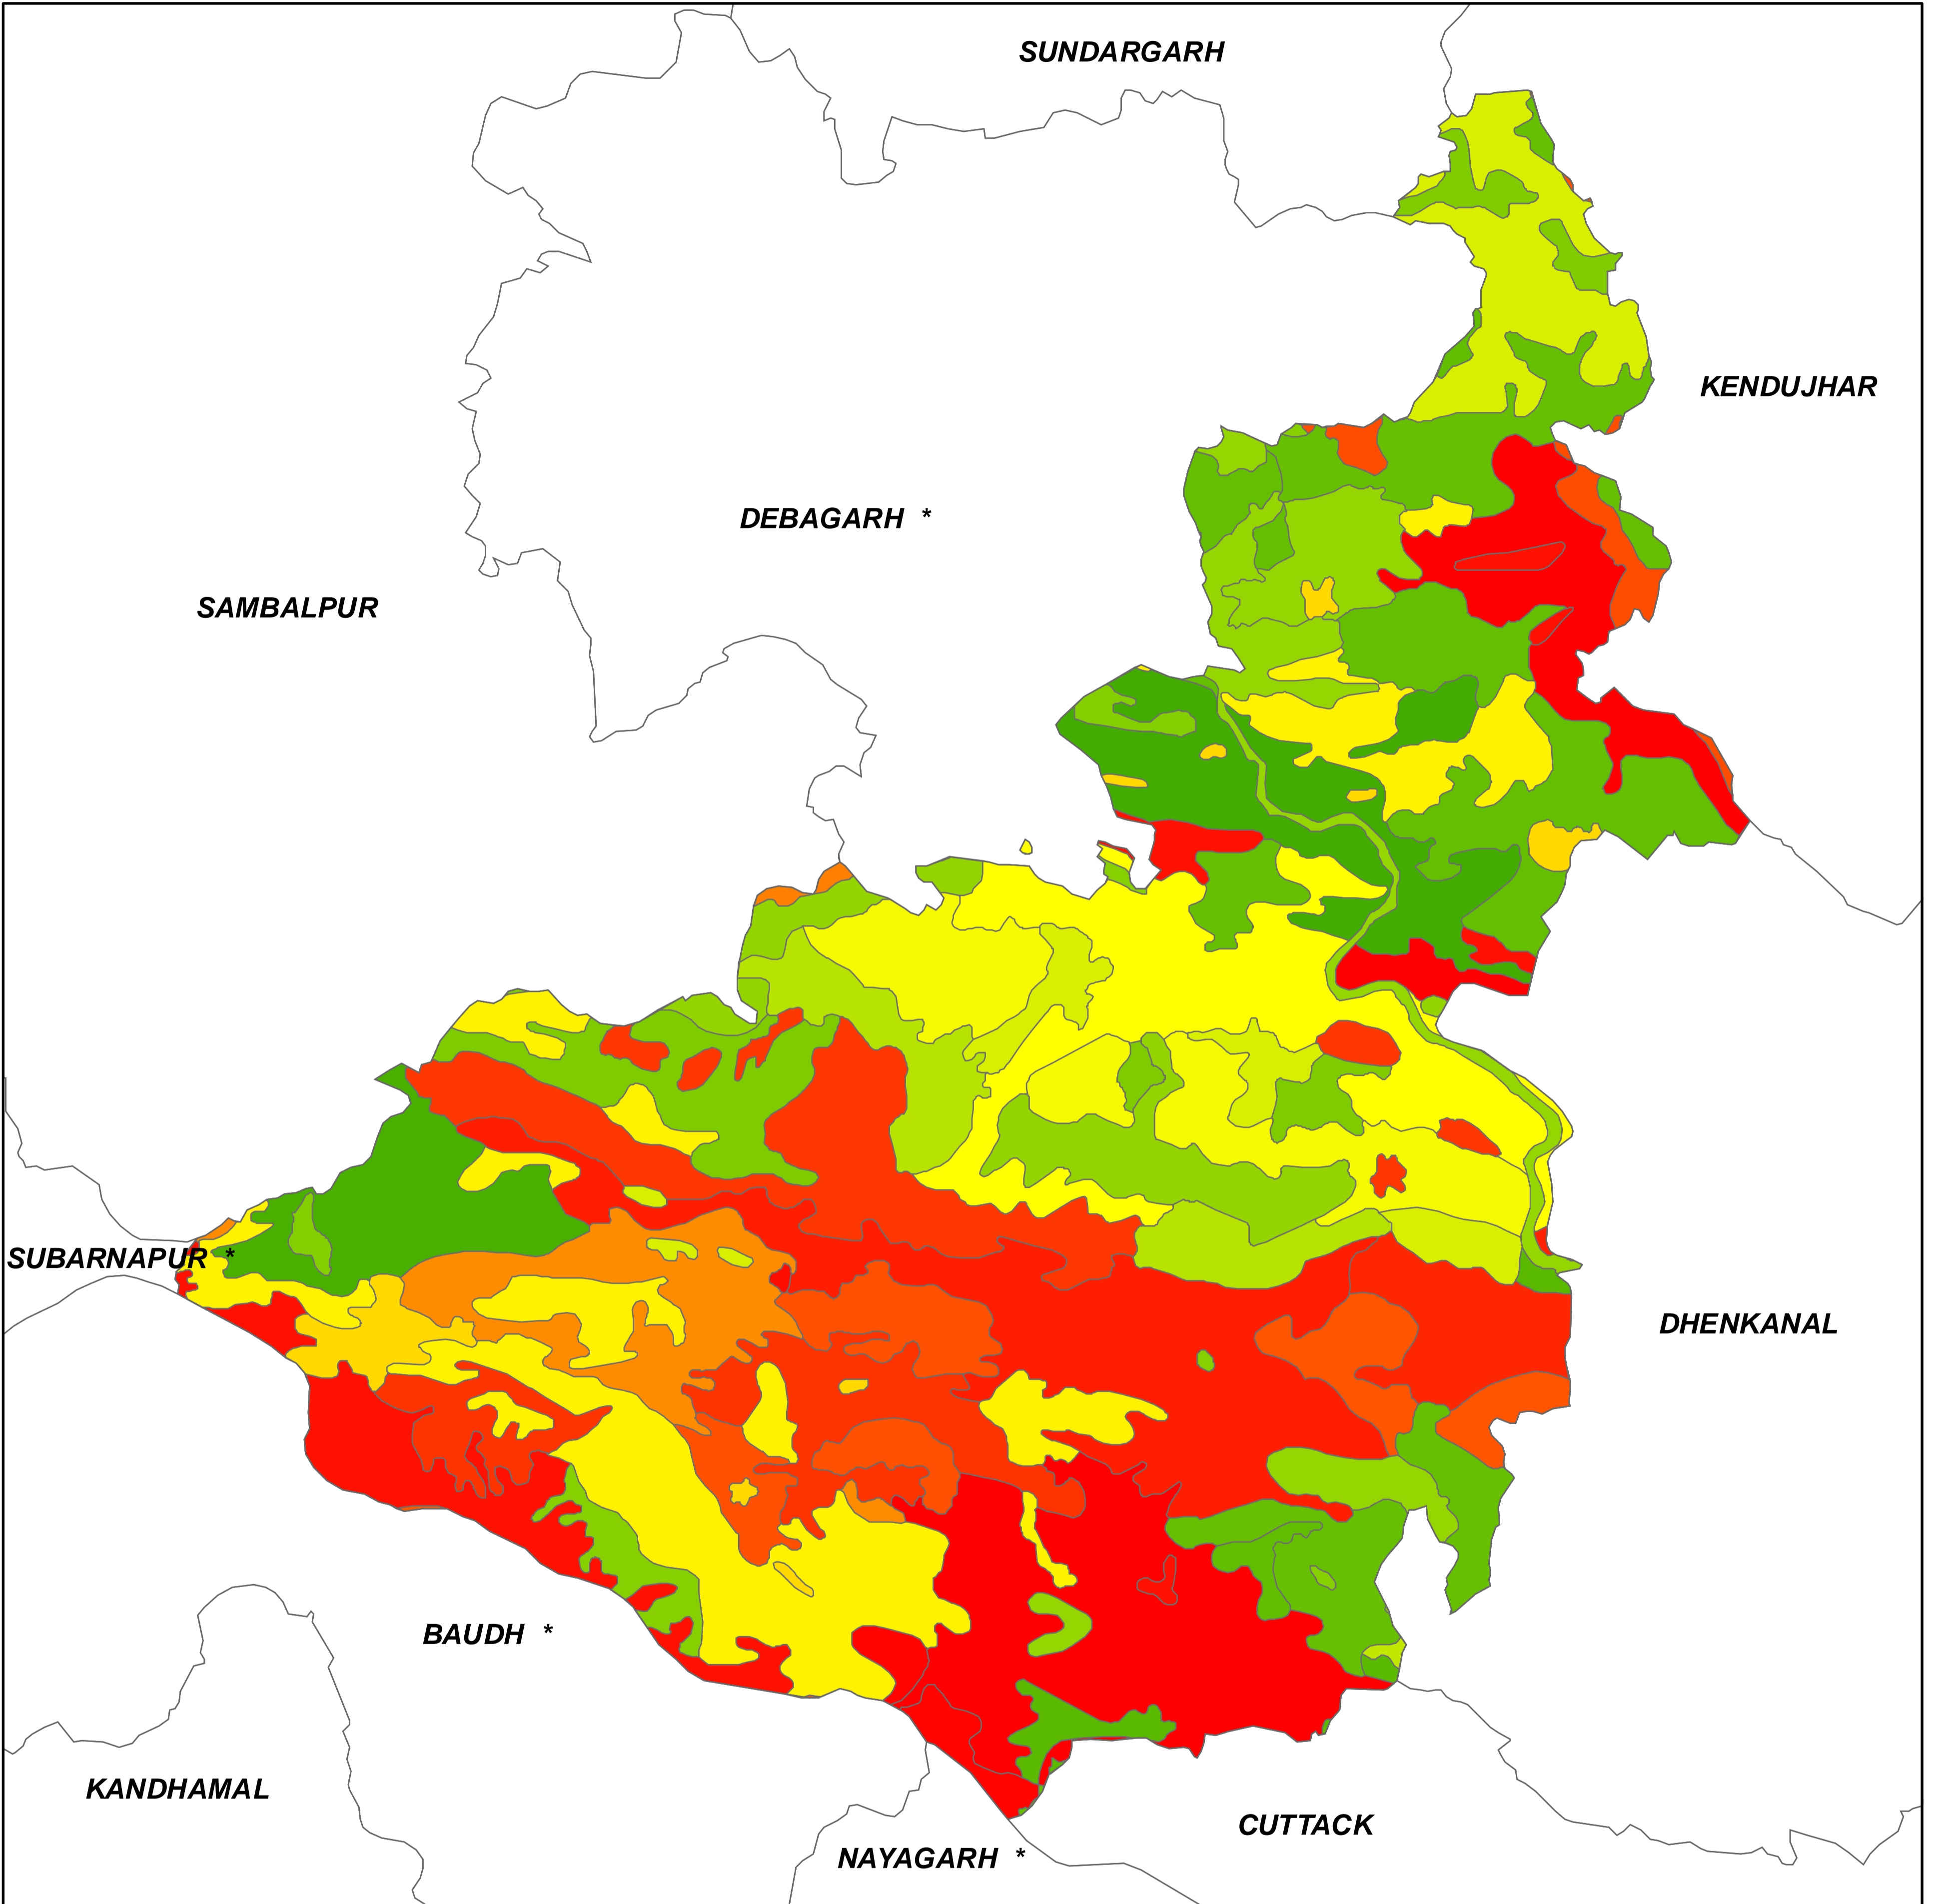 SUNDARGARH
KENDUJHAR
DEBAGARH *
SAMBALPUR
SUBARNAPUR *
DHENKANAL
BAUDH *
KANDHAMAL
CUTTACK
NAYAGARH *